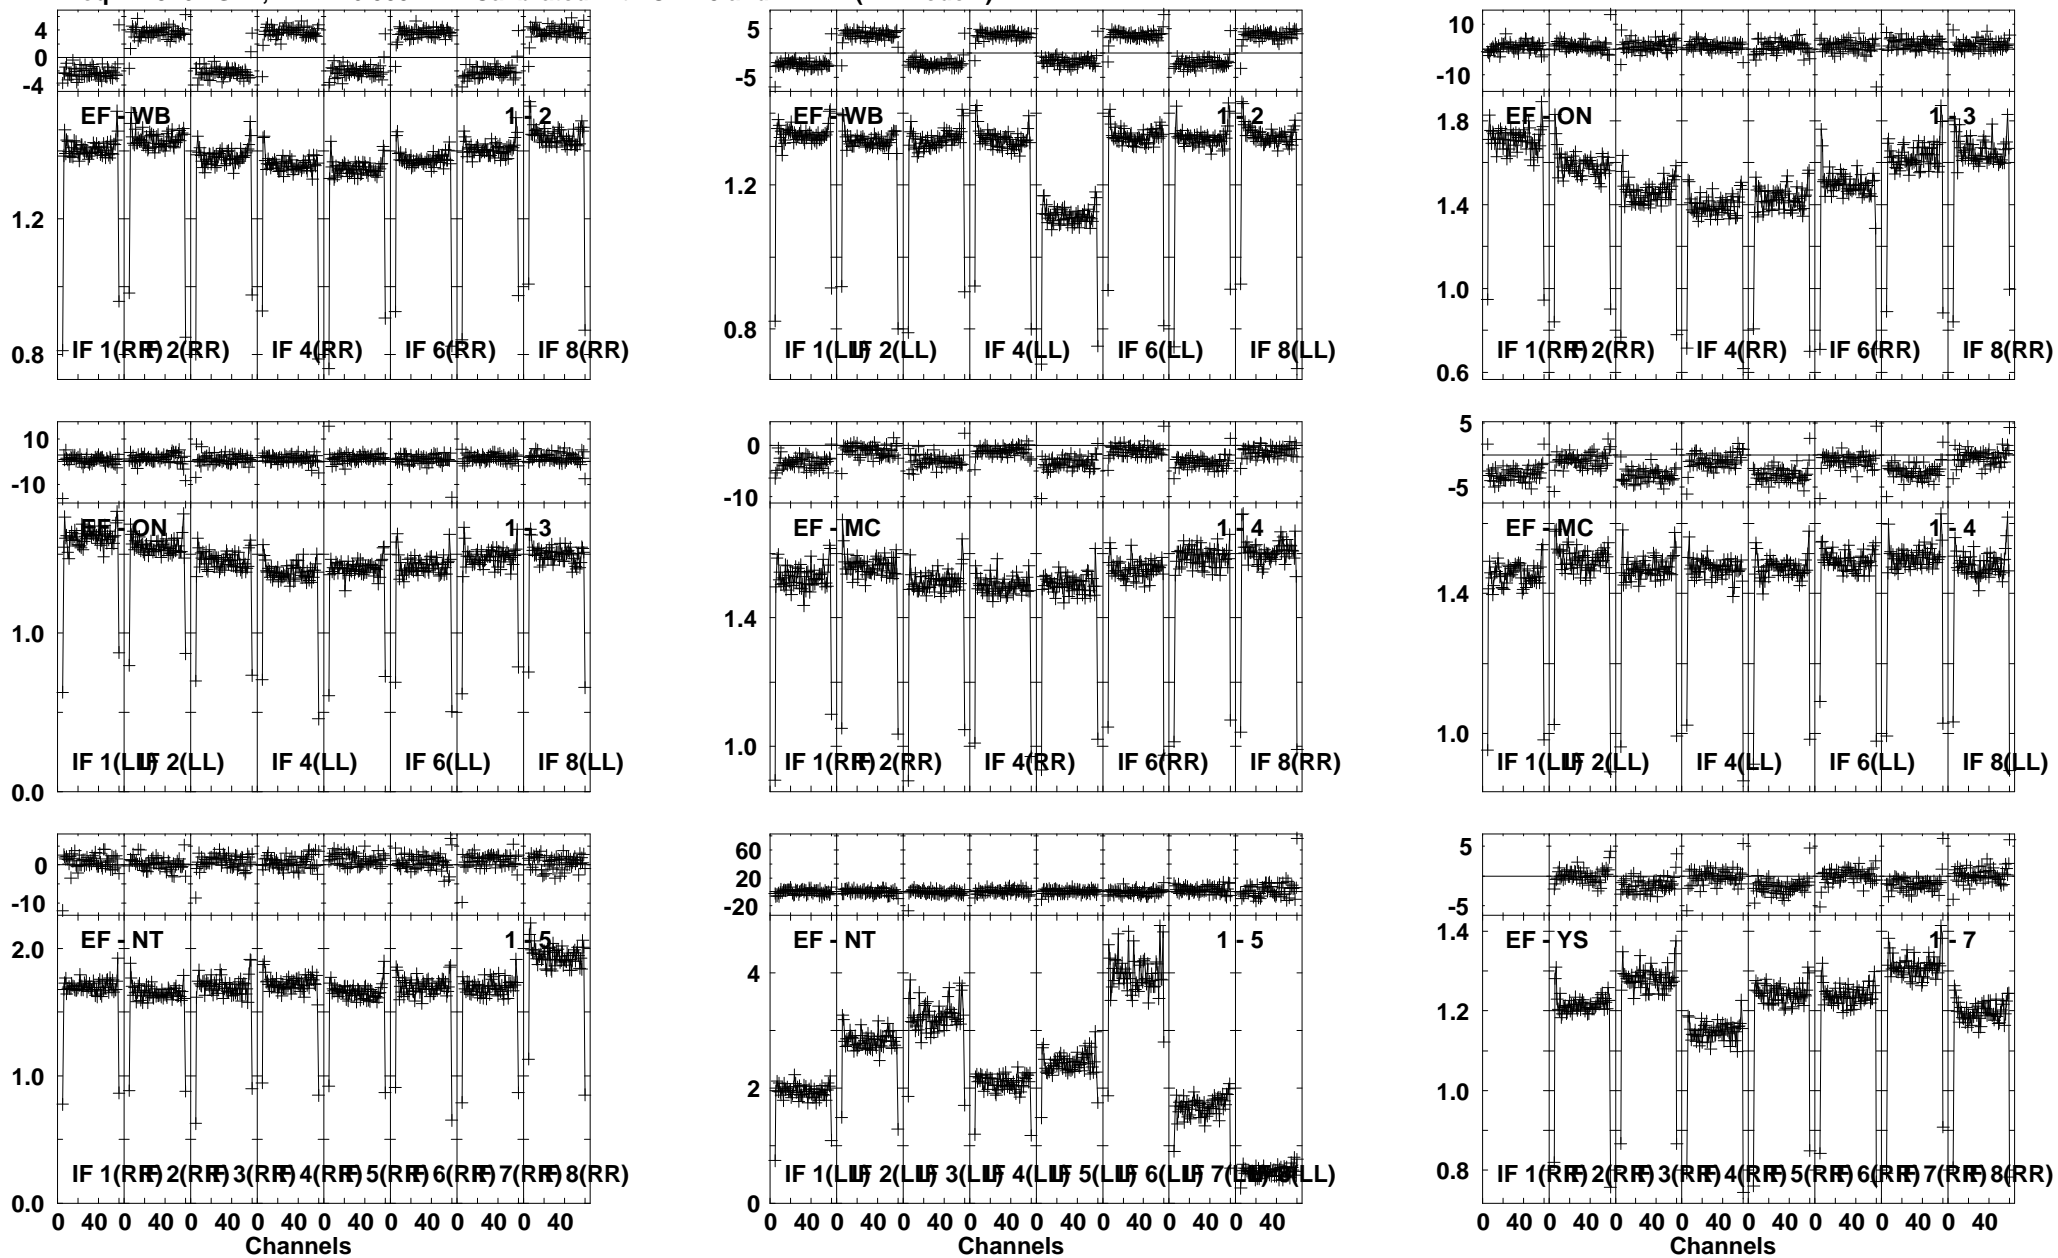 4
0
-4
EF - WB
1 - 2
1.2
0.8
IF 1(RR) IF 2(RR) IF 4(RR) IF 6(RR) IF 8(RR)
5
-5
EF - WB
1 - 2
1.2
0.8
IF 1(LL) IF 2(LL) IF 4(LL) IF 6(LL) IF 8(LL)
10
-10
EF - ON
1 - 3
1.8
1.4
1.0
0.6
IF 1(RR) IF 2(RR) IF 4(RR) IF 6(RR) IF 8(RR)
10
-10
EF - ON
1 - 3
1.0
0.0
IF 1(LL) IF 2(LL) IF 4(LL) IF 6(LL) IF 8(LL)
0
-10
EF - MC
1 - 4
1.4
1.0
IF 1(RR) IF 2(RR) IF 4(RR) IF 6(RR) IF 8(RR)
5
-5
EF - MC
1 - 4
1.4
1.0
IF 1(LL) IF 2(LL) IF 4(LL) IF 6(LL) IF 8(LL)
0
-10
EF - NT
1 - 5
2.0
1.0
0.0
IF 1(RR) IF 2(RR) IF 3(RR) IF 4(RR) IF 5(RR) IF 6(RR) IF 7(RR) IF 8(RR)
0 40 0 40 0 40 0 40 0 40 0 40 0 40 0 40
Channels
60
20
-20
EF - NT
1 - 5
4
2
0
IF 1(LL) IF 2(LL) IF 3(LL) IF 4(LL) IF 5(LL) IF 6(LL) IF 7(LL) IF 8(LL)
0 40 0 40 0 40 0 40 0 40 0 40 0 40 0 40
Channels
5
-5
EF - YS
1 - 7
1.4
1.2
1.0
0.8
IF 1(RR) IF 2(RR) IF 3(RR) IF 4(RR) IF 5(RR) IF 6(RR) IF 7(RR) IF 8(RR)
0 40 0 40 0 40 0 40 0 40 0 40 0 40 0 40
Channels